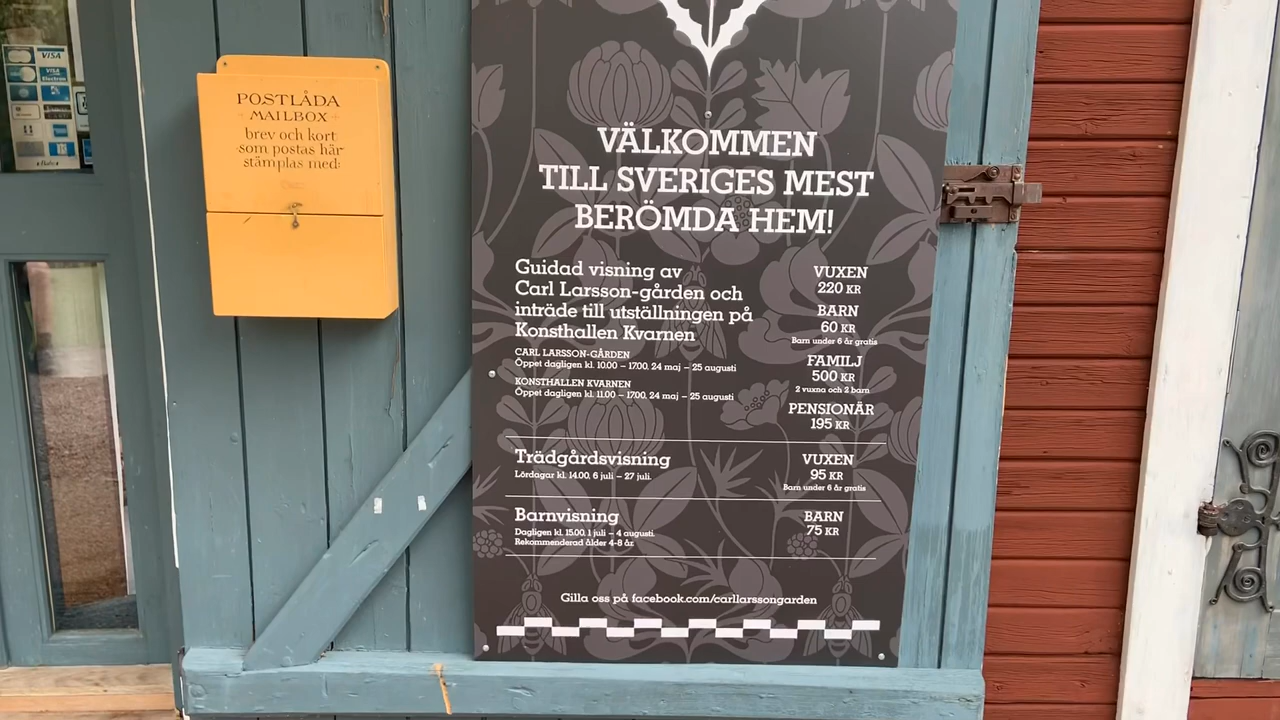 VISA
VISA
Electron
POSTLÅDA
MAILBOX
brev och kort
som postas här
stämplas med:
VÄLKOMMEN
TILL SVERIGES MEST
BERÖMDA HEM!
Guidad visning av
Carl Larsson-gården och
inträde till utställningen på
Konsthallen Kvarnen
CARL LARSSON-GÅRDEN
Öppet dagligen kl. 10.00 – 17.00, 24 maj – 25 augusti
KONSTHALLEN KVARNEN
Öppet dagligen kl. 11.00 – 17.00, 24 maj – 25 augusti
VUXEN
220 KR
BARN
60 KR
Barn under 6 år gratis
FAMILJ
500 KR
2 vuxna och 2 barn
PENSIONÄR
195 KR
Trädgårdsvisning
Lördagar kl. 14.00, 6 juli – 27 juli.
VUXEN
95 KR
Barn under 6 år gratis
Barnvisning
Dagligen kl. 15.00, 1 juli – 4 augusti.
Rekommenderad ålder 4-8 år.
BARN
75 KR
Gilla oss på facebook.com/carllarssongarden